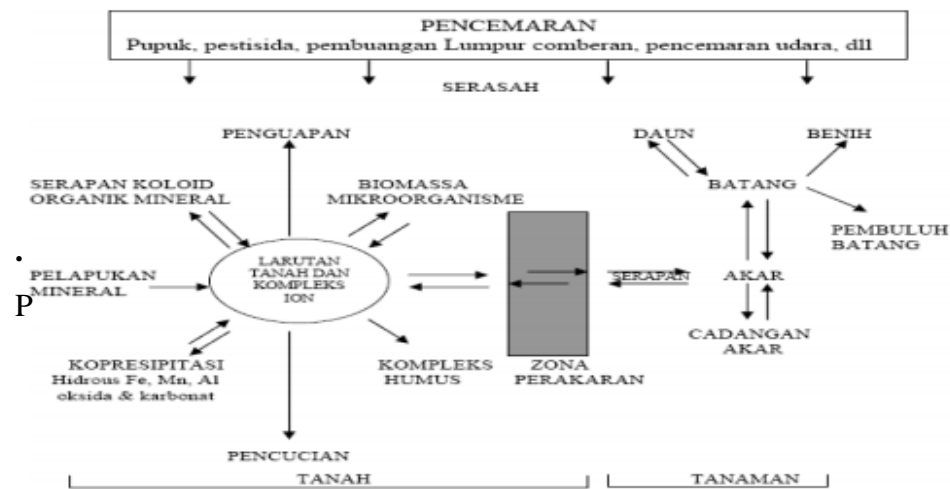 PENCEMARAN
Pupuk, pestisida, pembuangan Lumpur comberan, pencemaran udara, dll
SERASAH
PENGUAPAN
DAUN
BENIH
SERAPAN KOLOID
ORGANIK MINERAL
BIOMASSA
MIKROORGANISME
BATANG
PEMBULUH
BATANG
LARUTAN
TANAH DAN
KOMPLEKS
ION
.
PELAPUKAN
MINERAL
P
SERAPAN
AKAR
CADANGAN
AKAR
KOPRESIPITASI
Hidrous Fe, Mn, Al
oksida & karbonat
KOMPLEKS
HUMUS
ZONA
PERAKARAN
PENCUCIAN
TANAH
TANAMAN